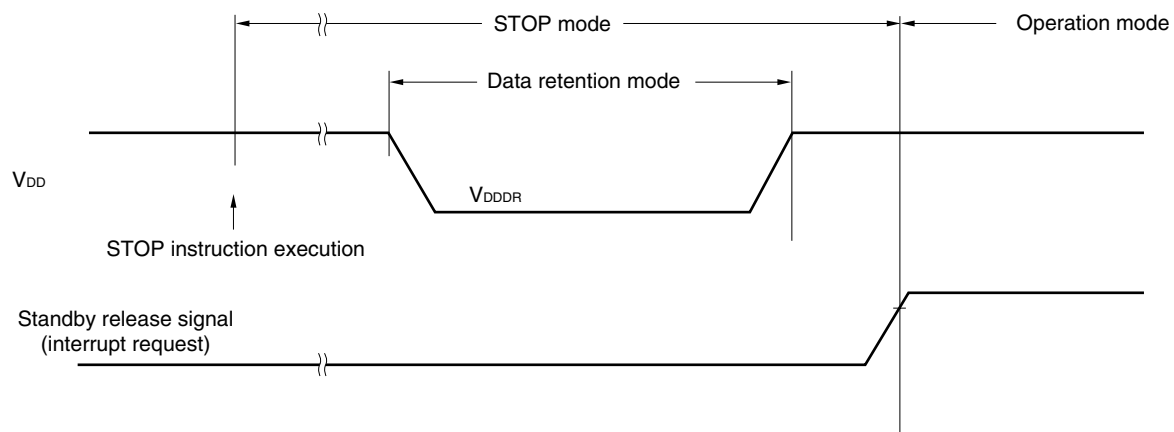 STOP mode
Operation mode
Data retention mode
VDD
VDDDR
STOP instruction execution
Standby release signal
(interrupt request)